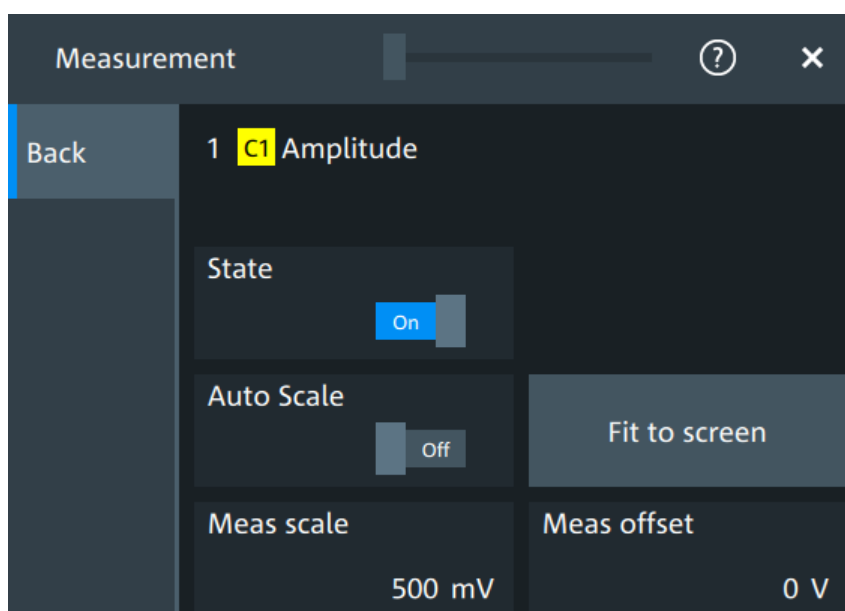 Measurement ? ×
Back
1 C1 Amplitude
State
On
Auto Scale
Off
Fit to screen
Meas scale
500 mV
Meas offset
0 V